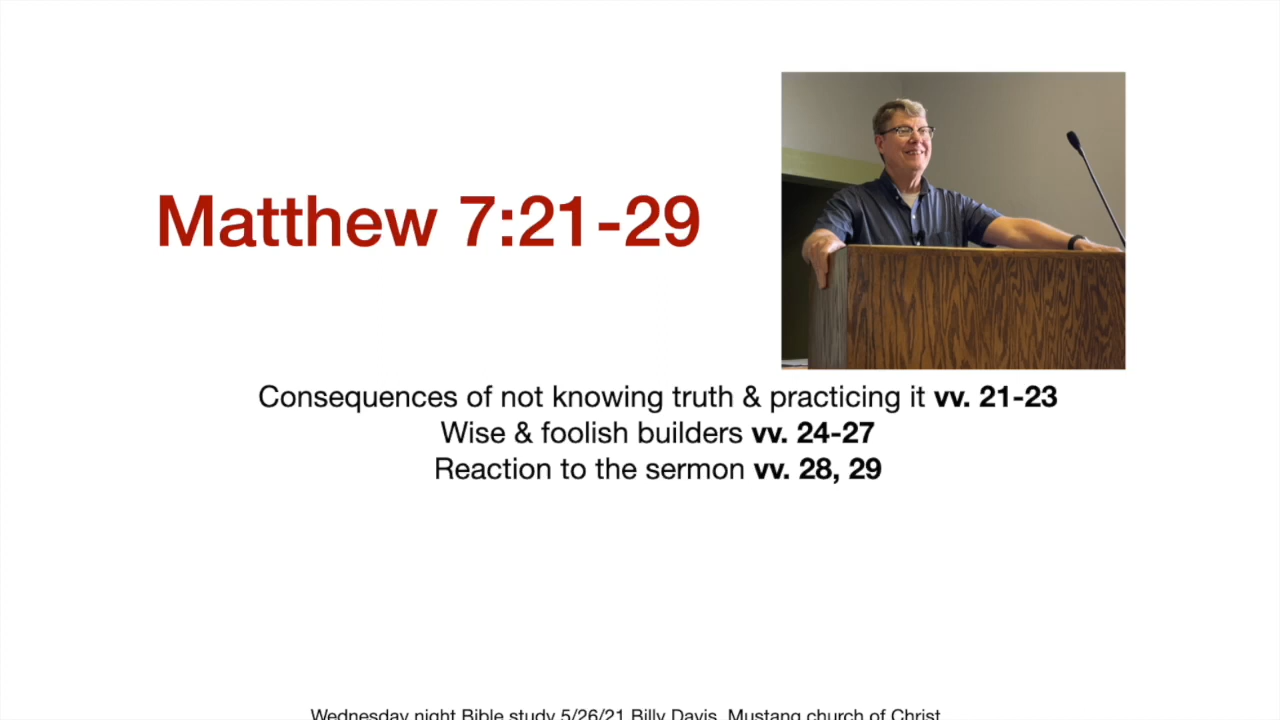 Matthew 7:21-29
Consequences of not knowing truth & practicing it vv. 21-23
Wise & foolish builders vv. 24-27
Reaction to the sermon vv. 28, 29
Wednesday night Bible study 5/26/21 Billy Davis, Mustang church of Christ